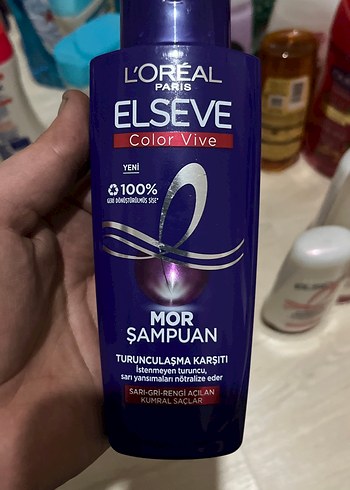 L'ORÉAL
PARIS
ELSEVE
Color Vive
YENİ
100%
GERİ DÖNÜŞTÜRÜLMÜŞ ŞİŞE*
MOR
ŞAMPUAN
TURUNCULAŞMA KARŞITI
İstenmeyen turuncu,
sarı yansımaları nötralize eder
SARI-GRİ-RENGİ AÇILAN
KUMRAL SAÇLAR